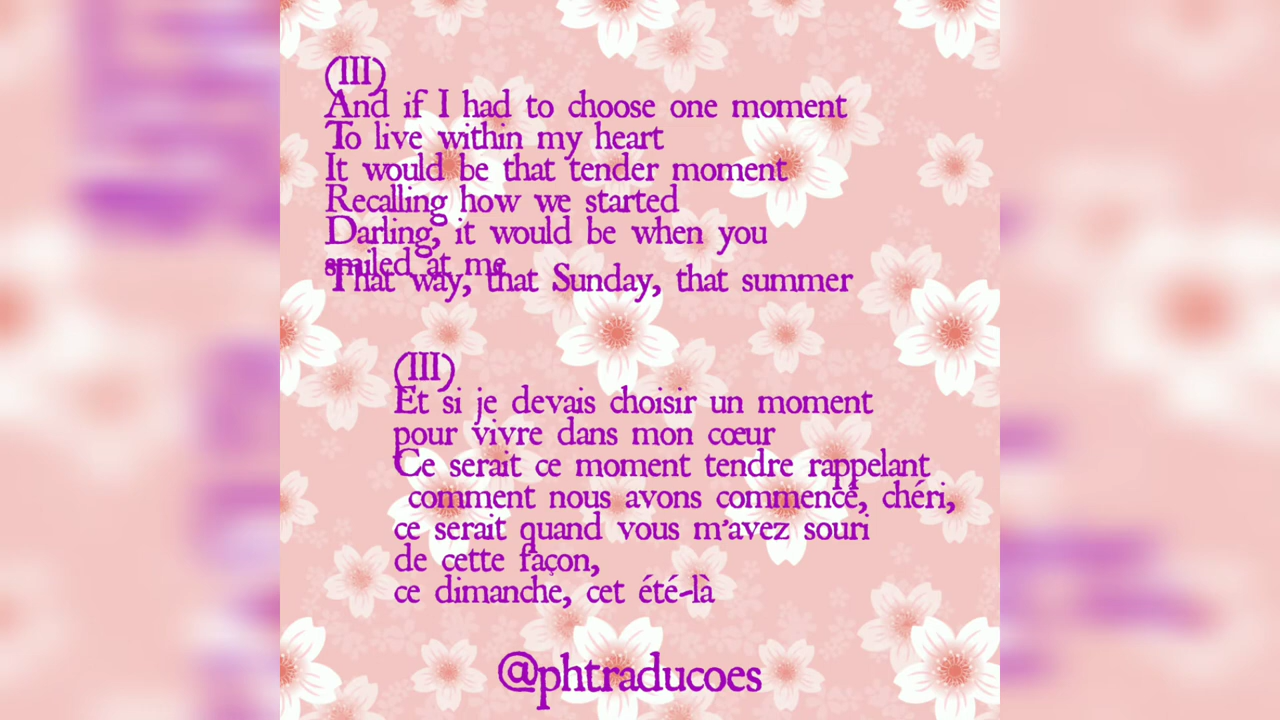 (III)
And if I had to choose one moment
To live within my heart
It would be that tender moment
Recalling how we started
Darling, it would be when you
smiled at me
That way, that Sunday, that summer
(III)
Et si je devais choisir un moment
pour vivre dans mon cœur
Ce serait ce moment tendre rappelant
comment nous avons commencé, chéri,
ce serait quand vous m'avez souri
de cette façon,
ce dimanche, cet été-là
@phtraducoes